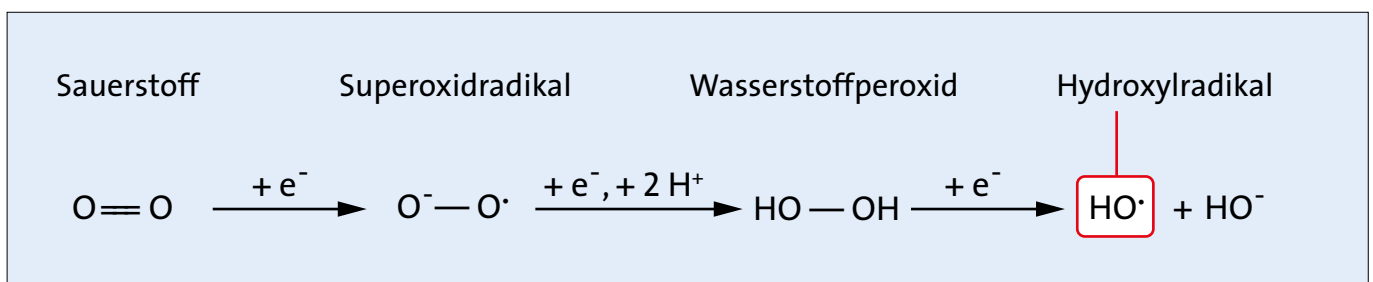 Sauerstoff Superoxidradikal Wasserstoffperoxid Hydroxylradikal
+ e⁻ + e⁻, + 2 H⁺ + e⁻
O═O O⁻—O· HO—OH HO· + HO⁻